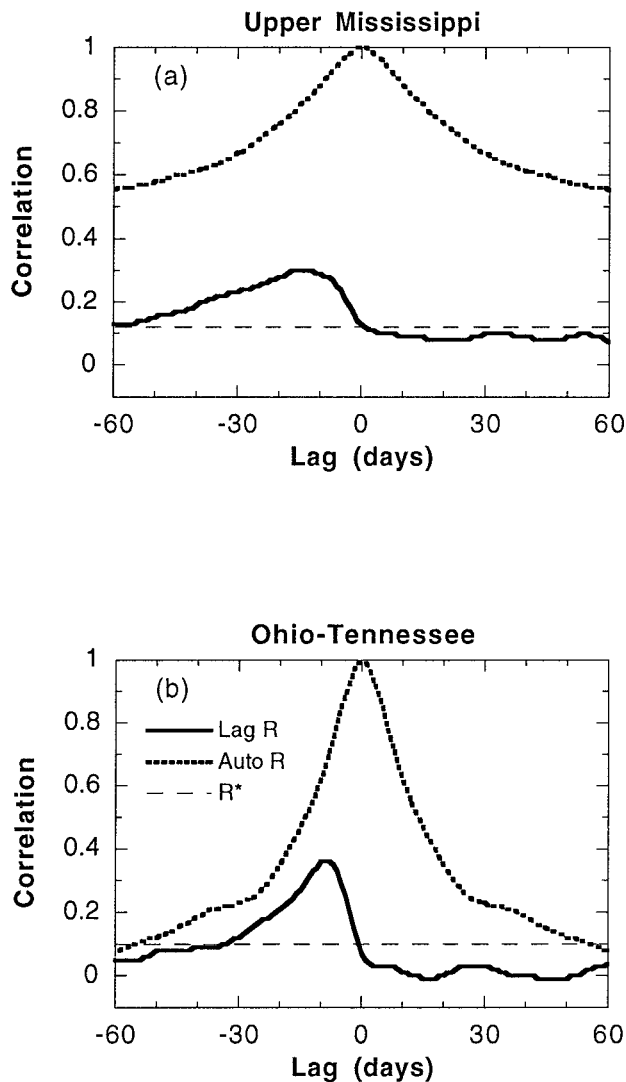 Upper Mississippi
(a)
1
0.8
0.6
0.4
0.2
0
Correlation
-60 -30 0 30 60
Lag (days)
Ohio-Tennessee
(b)
Lag R
Auto R
R*
1
0.8
0.6
0.4
0.2
0
Correlation
-60 -30 0 30 60
Lag (days)